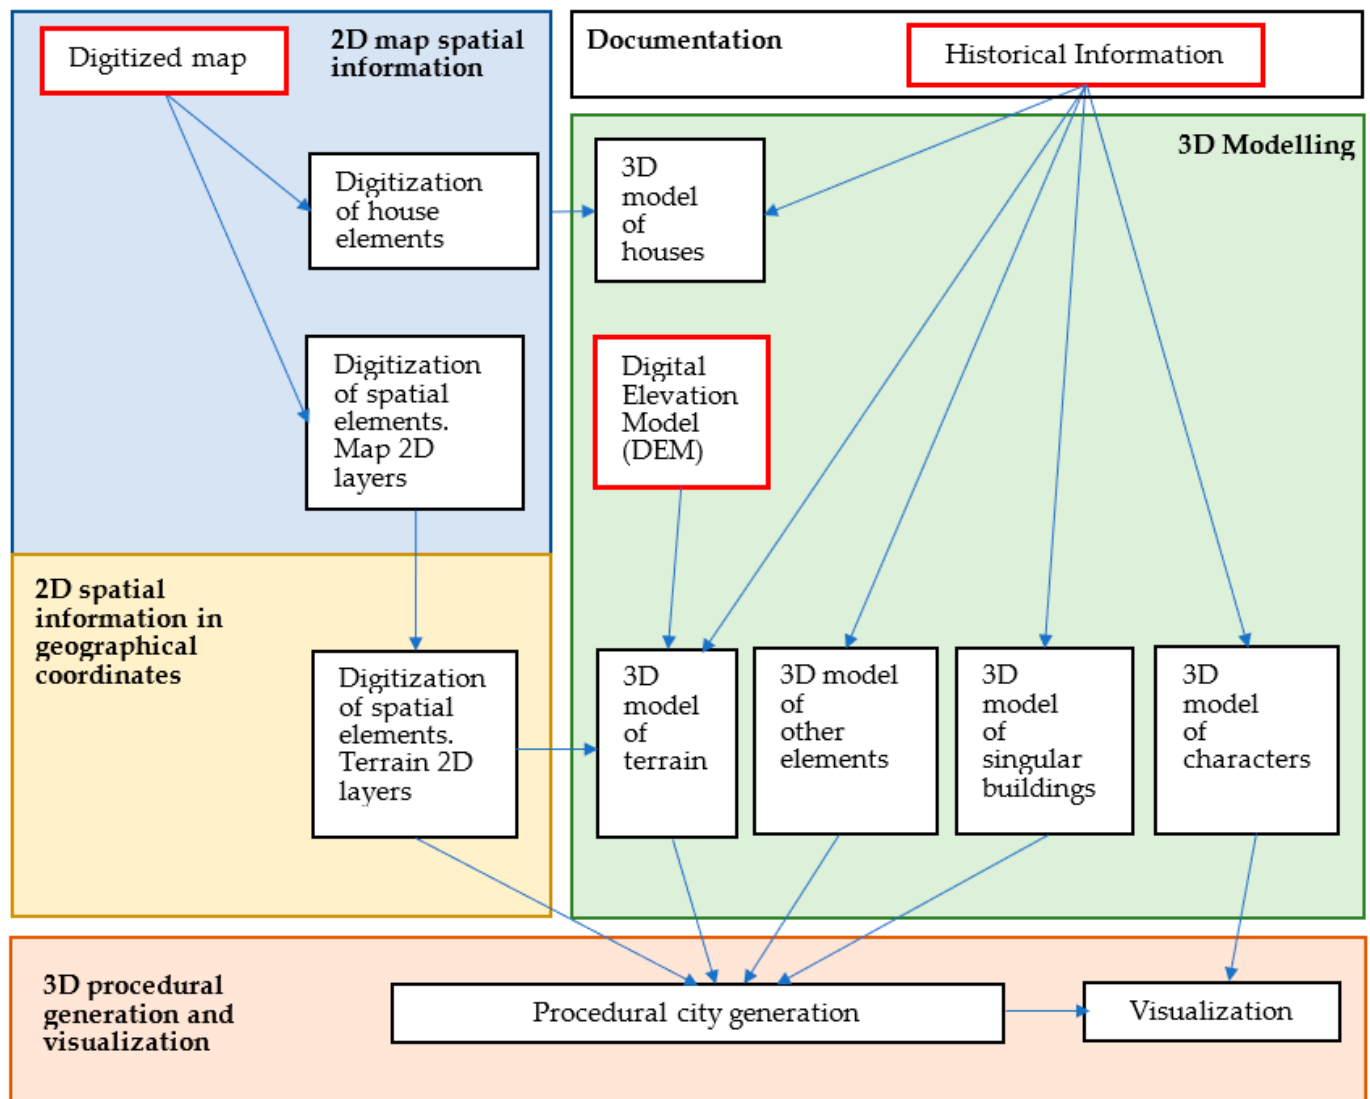 Digitized map
2D map spatial
information
Documentation
Historical Information
3D Modelling
Digitization
of house
elements
3D
model
of
houses
Digitization
of spatial
elements.
Map 2D
layers
Digital
Elevation
Model
(DEM)
2D spatial
information in
geographical
coordinates
Digitization
of spatial
elements.
Terrain 2D
layers
3D
model
of
terrain
3D model
of
other
elements
3D
model
of
singular
buildings
3D
model
of
characters
3D procedural
generation and
visualization
Procedural city generation
Visualization